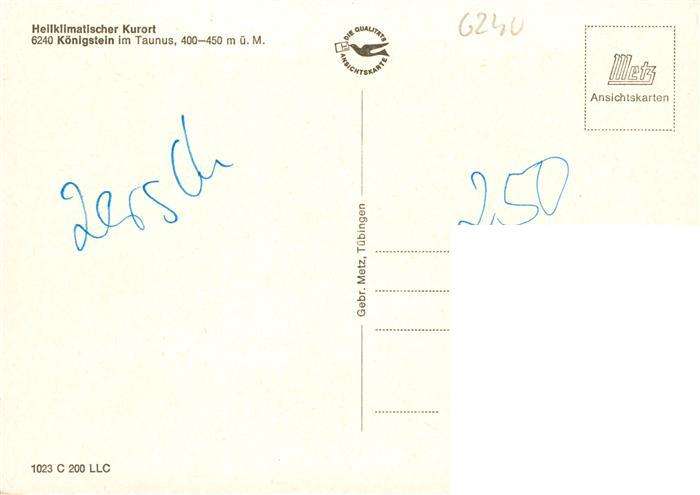 Heilklimatischer Kurort
6240 Königstein im Taunus, 400—450 m ü. M.
DIE QUALITÄTS
ANSICHTSKARTE
6240
Metz
Ansichtskarten
2,50
Gebr. Metz, Tübingen
1023 C 200 LLC